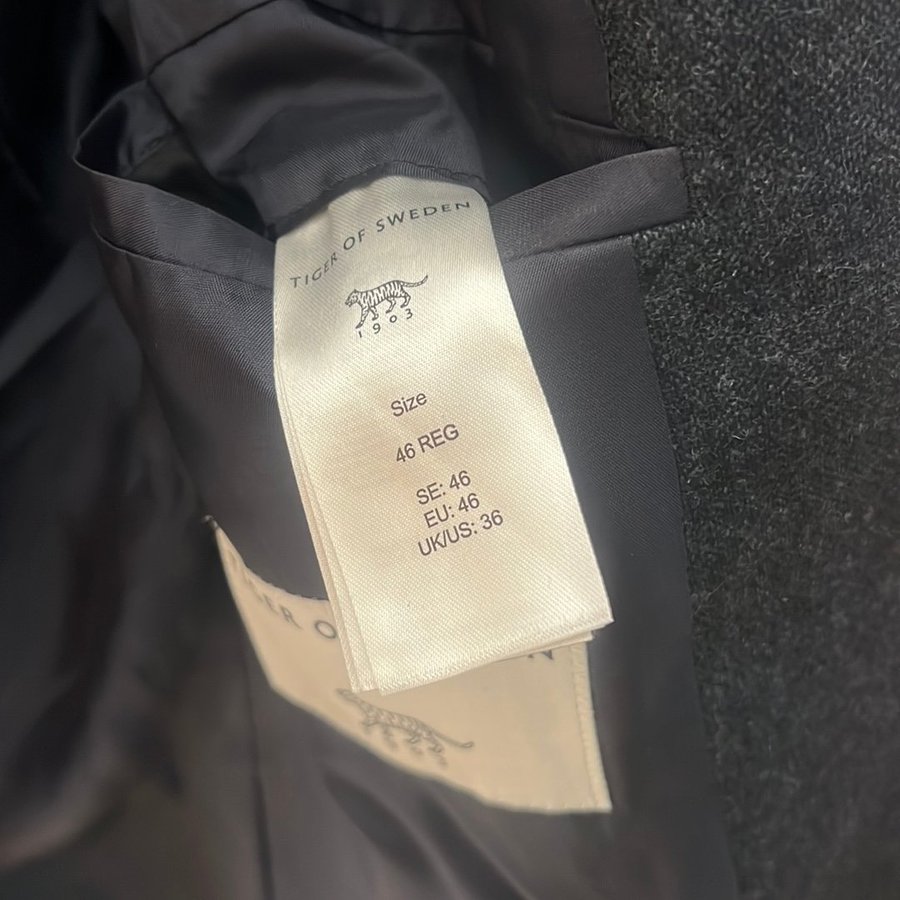 TIGER OF SWEDEN
1903
Size
46 REG
SE: 46
EU: 46
UK/US: 36